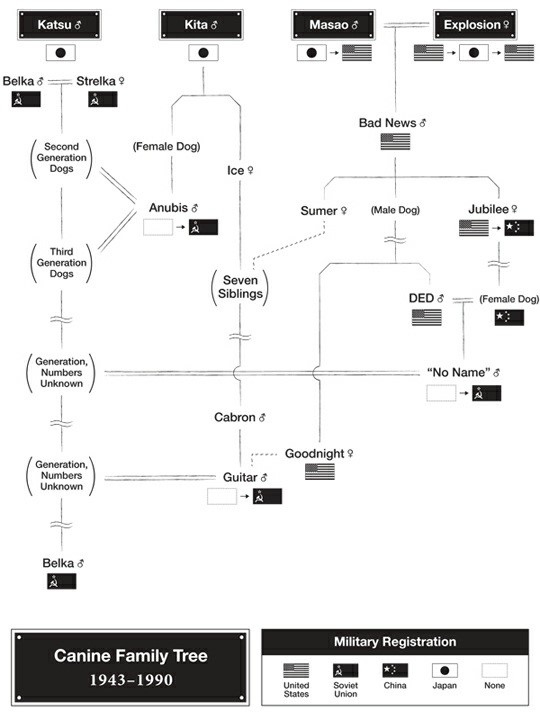 Katsu ♂
Kita ♂
Masao ♂
Explosion ♀
Belka ♂
Strelka ♀
Bad News ♂
(Second
Generation
Dogs)
(Female Dog)
Ice ♀
Anubis ♂
Sumer ♀
(Male Dog)
Jubilee ♀
(Third
Generation
Dogs)
(Seven
Siblings)
DED ♂
(Female Dog)
(Generation,
Numbers
Unknown)
“No Name” ♂
Cabron ♂
(Generation,
Numbers
Unknown)
Goodnight ♀
Guitar ♂
Belka ♂
Canine Family Tree
1943–1990
Military Registration
United
States
Soviet
Union
China
Japan
None